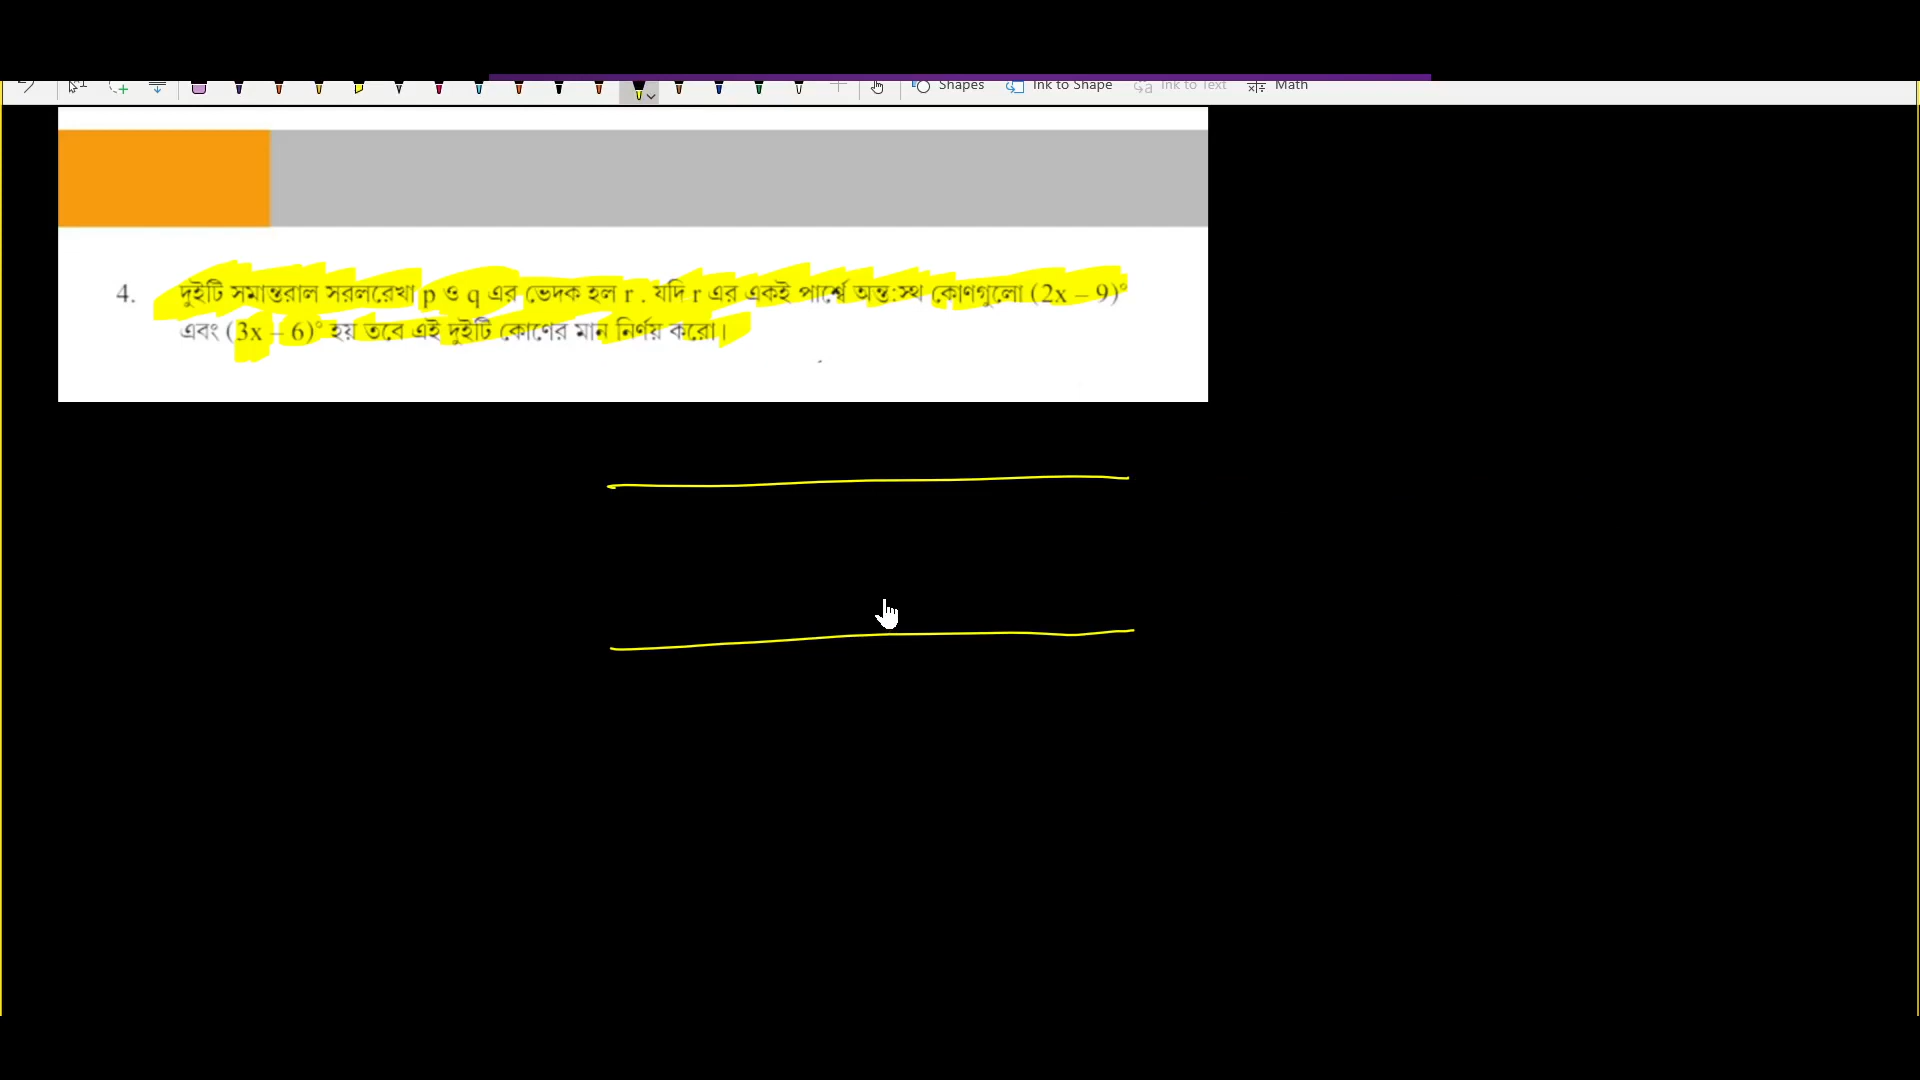 Shapes Ink to Shape Ink to Text Math
4. দুইটি সমান্তরাল সরলরেখা p ও q এর ভেদক হল r . যদি r এর একই পার্শ্বে অন্ত:স্থ কোণগুলো (2x – 9)°
এবং (3x – 6)° হয় তবে এই দুইটি কোণের মান নির্ণয় করো।